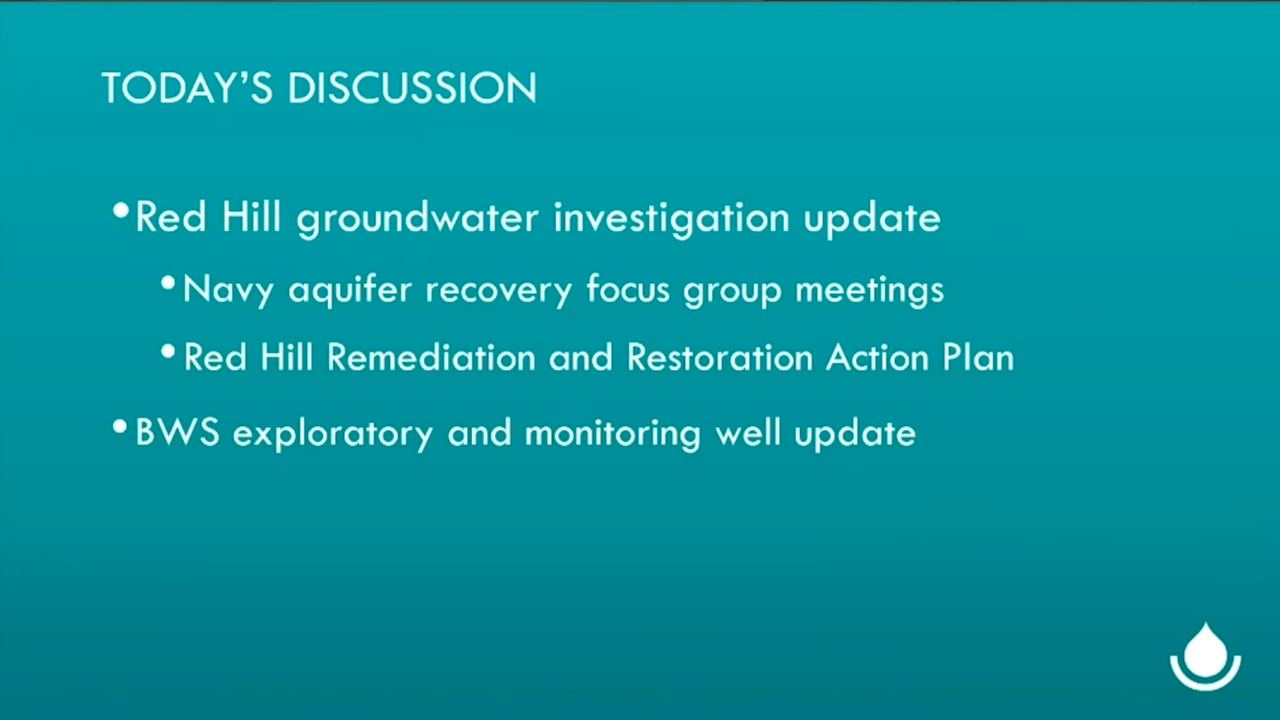 TODAY’S DISCUSSION
•Red Hill groundwater investigation update
•Navy aquifer recovery focus group meetings
•Red Hill Remediation and Restoration Action Plan
•BWS exploratory and monitoring well update